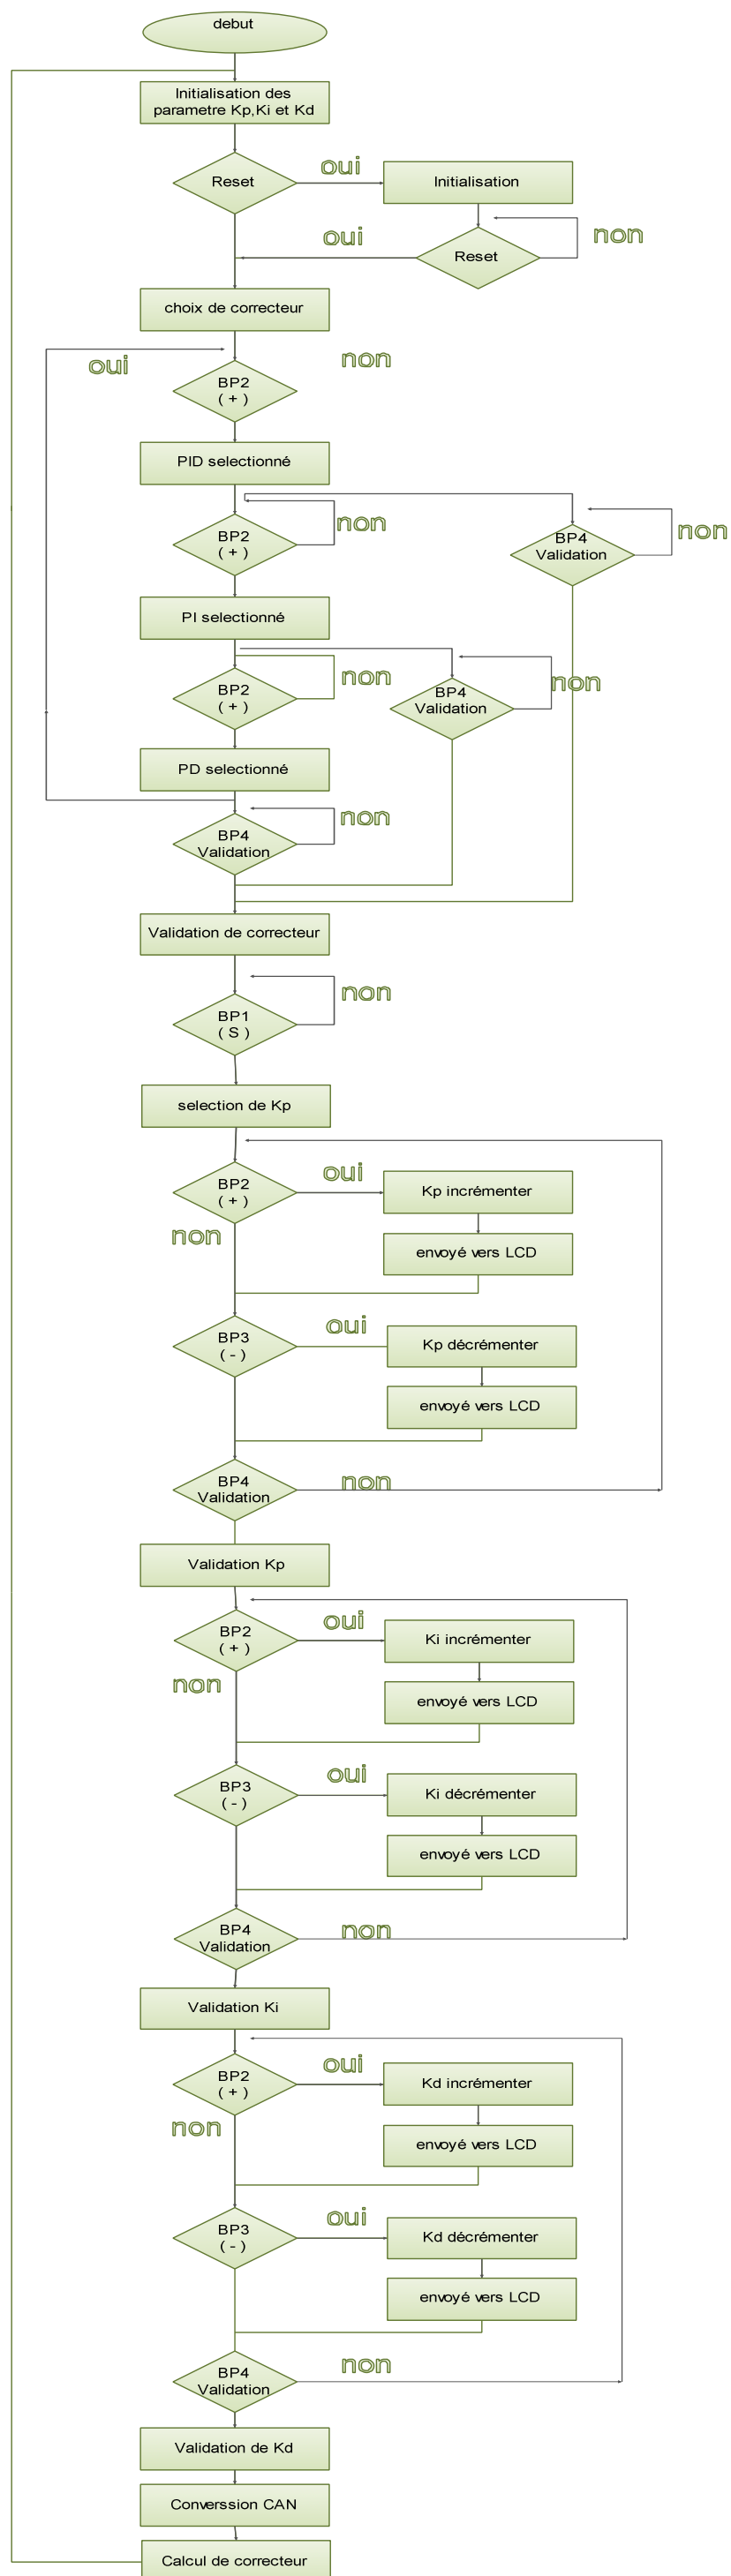 debut
Initialisation des
parametre Kp,Ki et Kd
Reset
oui
Initialisation
oui
Reset
non
choix de correcteur
oui
non
BP2
( + )
PID selectionné
BP2
( + )
non
BP4
Validation
non
PI selectionné
BP2
( + )
non
BP4
Validation
non
PD selectionné
BP4
Validation
non
Validation de correcteur
BP1
( S )
non
selection de Kp
BP2
( + )
oui
Kp incrémenter
non
envoyé vers LCD
BP3
( - )
oui
Kp décrémenter
envoyé vers LCD
BP4
Validation
non
Validation Kp
BP2
( + )
oui
Ki incrémenter
non
envoyé vers LCD
BP3
( - )
oui
Ki décrémenter
envoyé vers LCD
BP4
Validation
non
Validation Ki
BP2
( + )
oui
Kd incrémenter
non
envoyé vers LCD
BP3
( - )
oui
Kd décrémenter
envoyé vers LCD
BP4
Validation
non
Validation de Kd
Converssion CAN
Calcul de correcteur